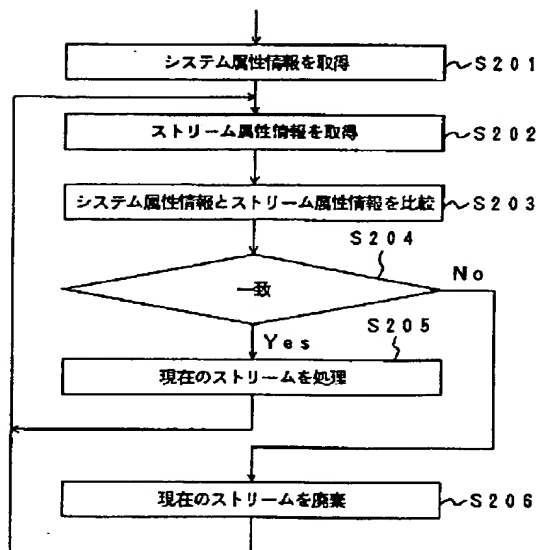 システム属性情報を取得 S201
ストリーム属性情報を取得 S202
システム属性情報とストリーム属性情報を比較 S203
S204
一致
No
Yes
S205
現在のストリームを処理
現在のストリームを廃棄 S206